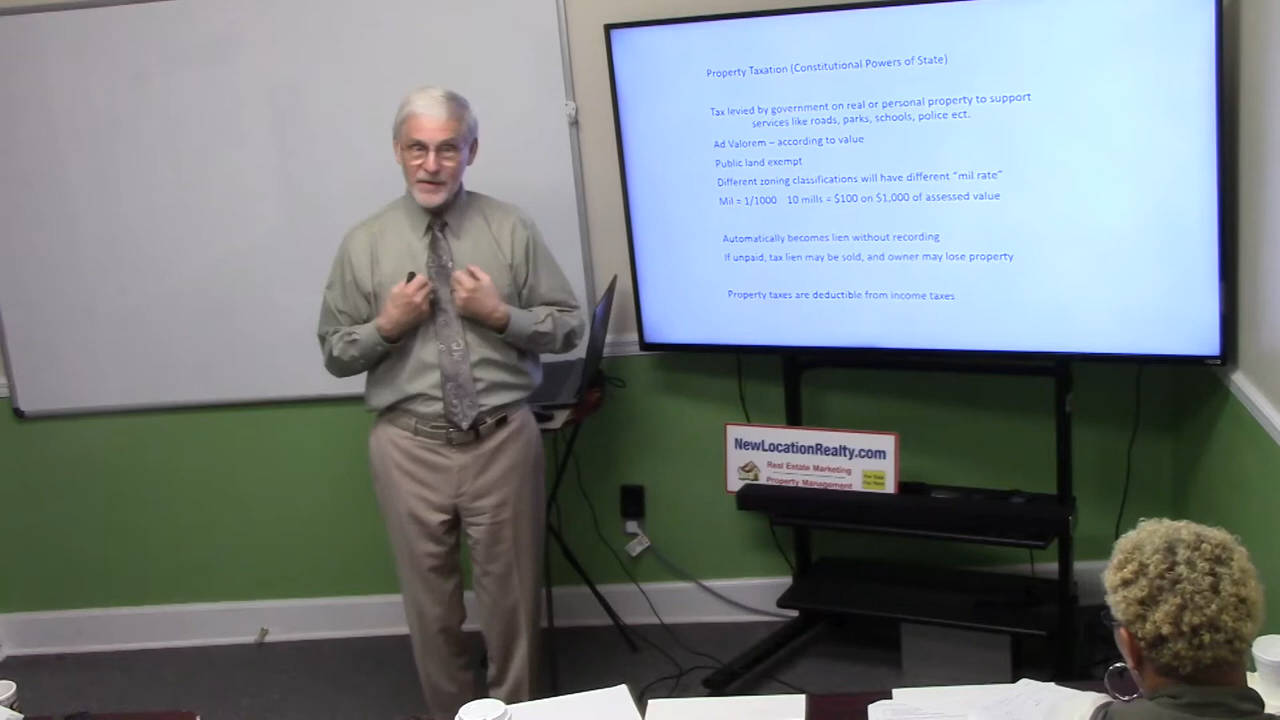 Property Taxation (Constitutional Powers of State)
Tax levied by government on real or personal property to support
services like roads, parks, schools, police ect.
Ad Valorem – according to value
Public land exempt
Different zoning classifications will have different “mil rate”
Mil = 1/1000 10 mills = $100 on $1,000 of assessed value
Automatically becomes lien without recording
If unpaid, tax lien may be sold, and owner may lose property
Property taxes are deductible from income taxes
NewLocationRealty.com
Real Estate Marketing
Property Management
For Sale
For Rent